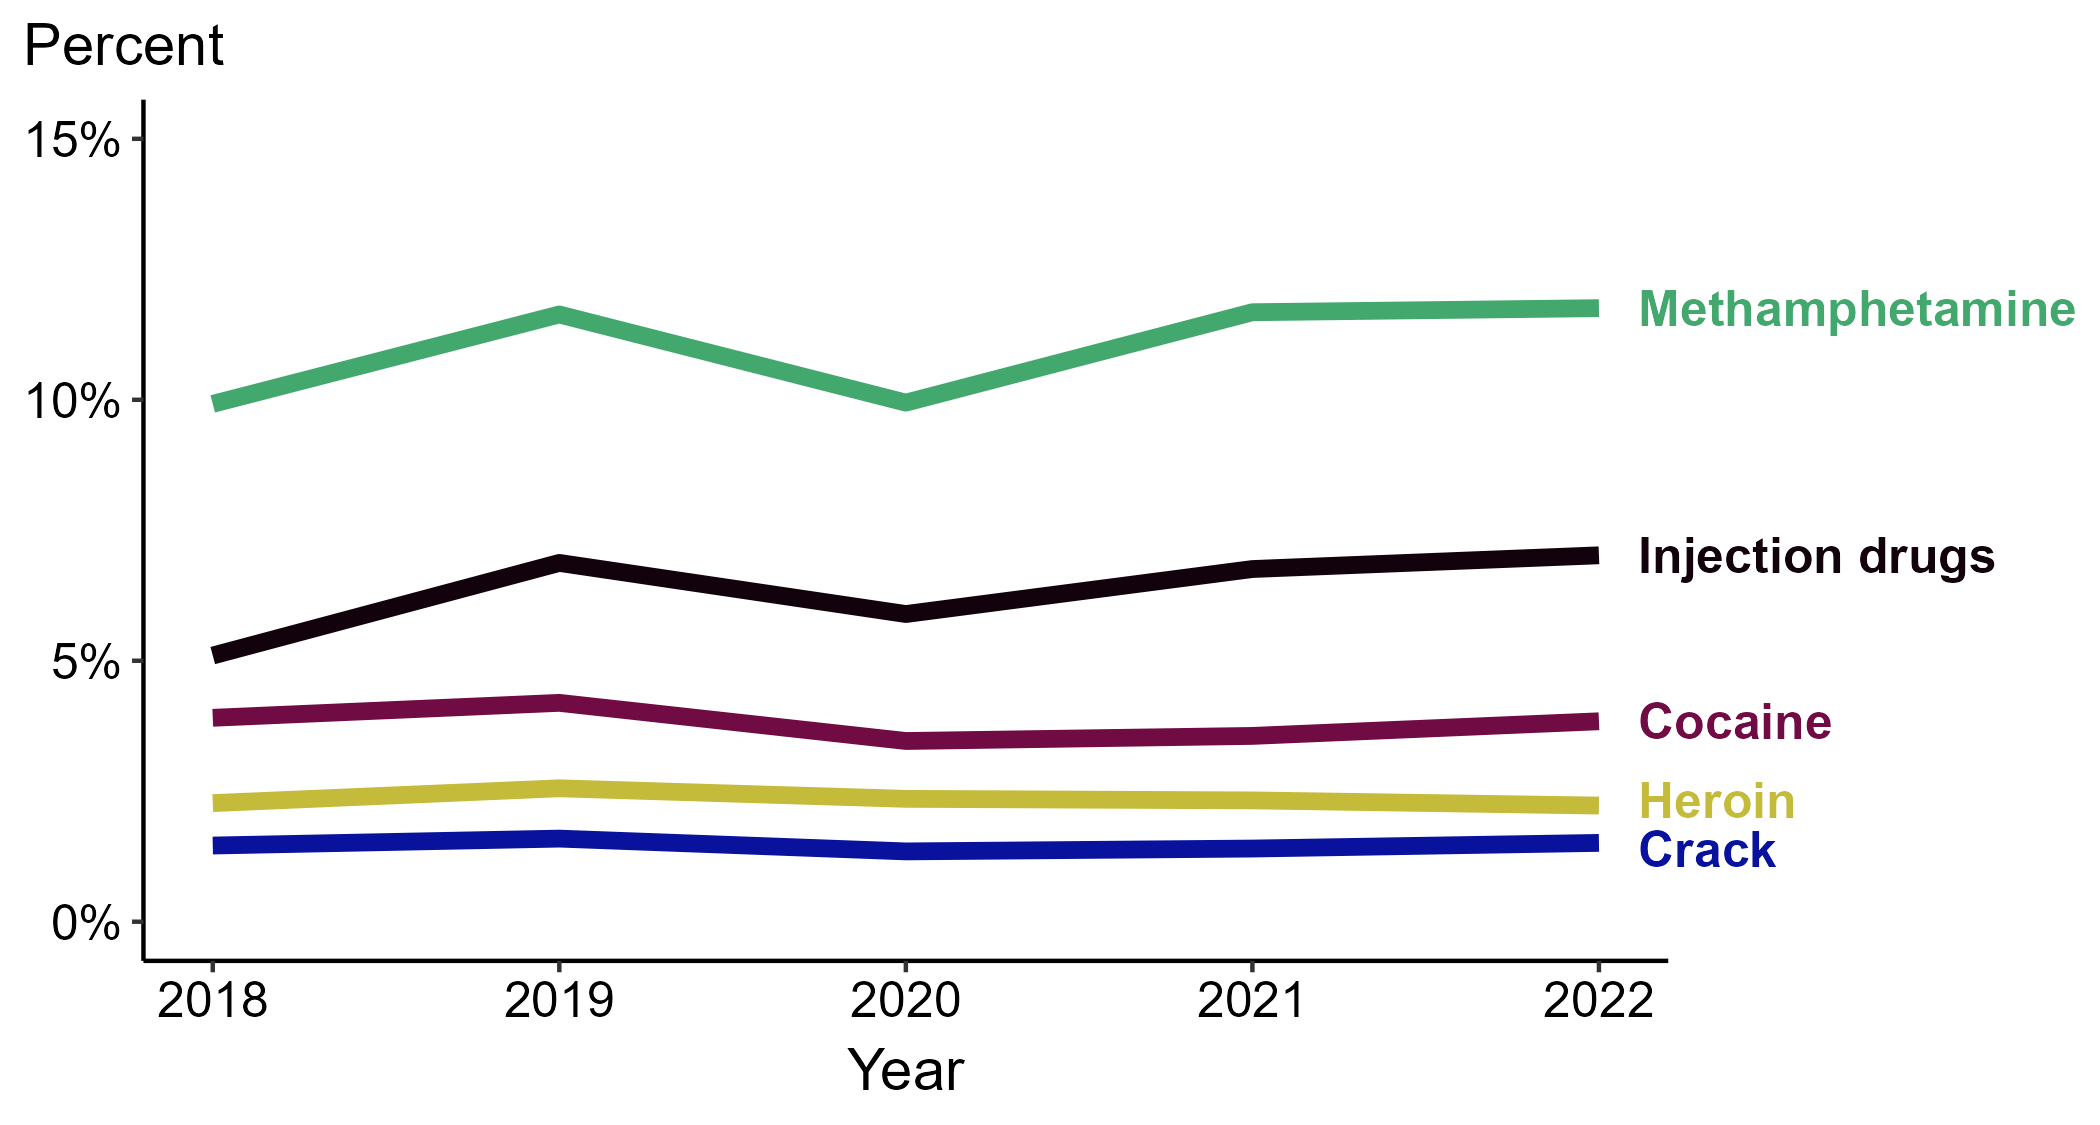 Percent
15%
10%
5%
0%
Methamphetamine
Injection drugs
Cocaine
Heroin
Crack
2018 2019 2020 2021 2022
Year